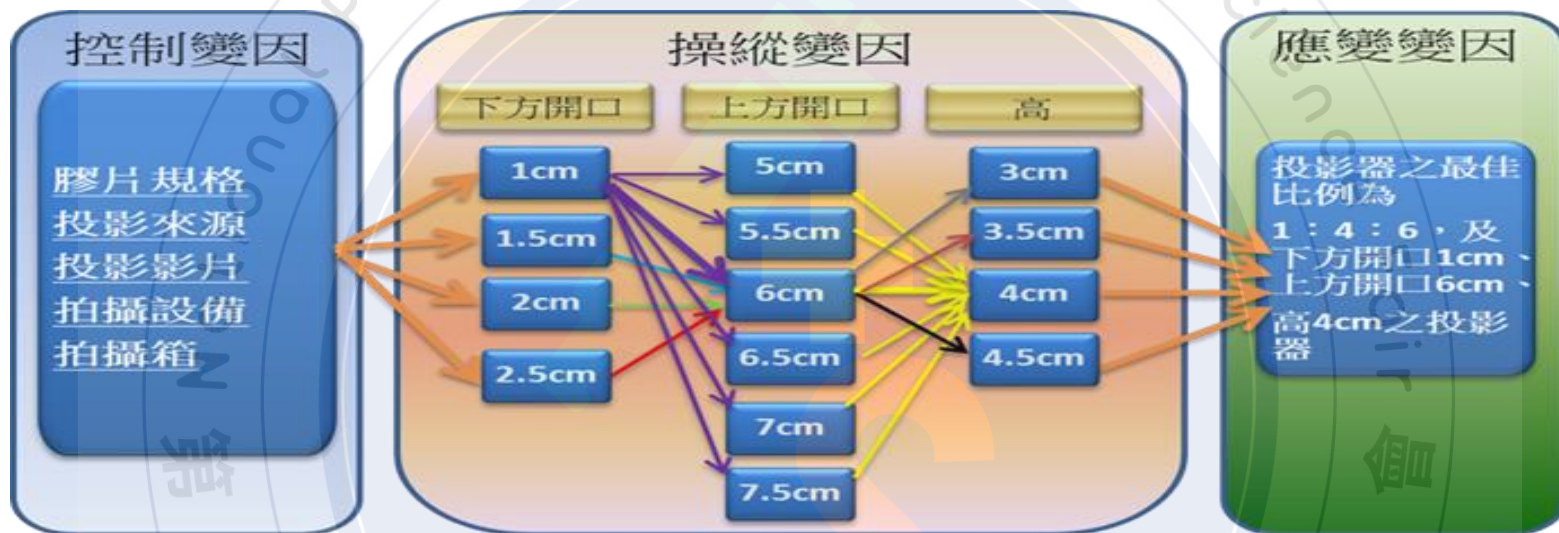 控制變因
膠片規格
投影來源
投影影片
拍攝設備
拍攝箱
操縱變因
下方開口
1cm
1.5cm
2cm
2.5cm
上方開口
5cm
5.5cm
6cm
6.5cm
7cm
7.5cm
高
3cm
3.5cm
4cm
4.5cm
應變變因
投影器之最佳
比例為
1:4:6,及
下方開口1cm、
上方開口6cm、
高4cm之投影
器